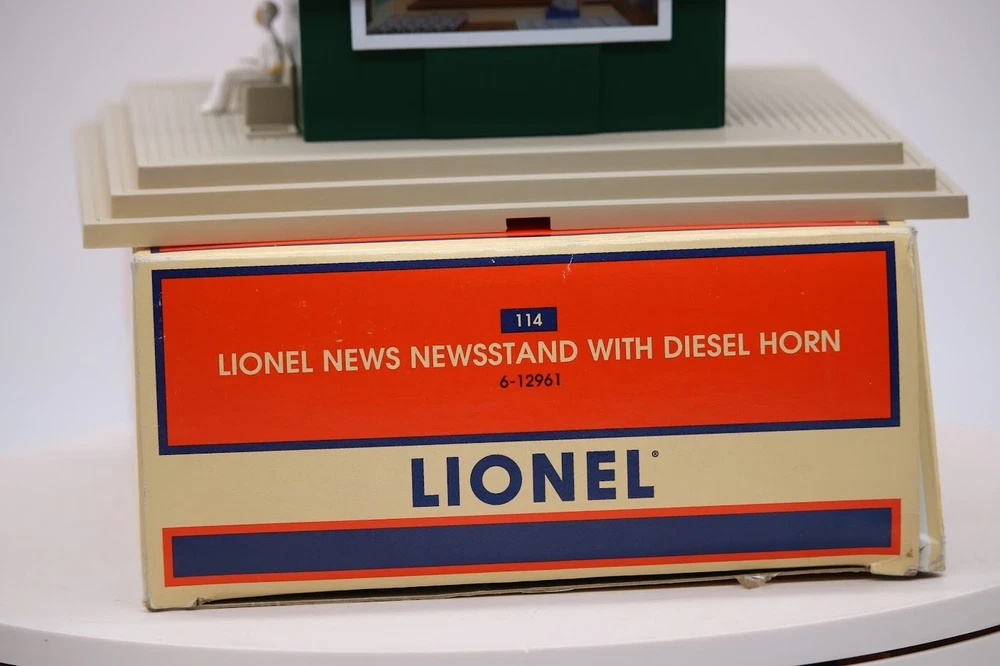 114
LIONEL NEWS NEWSSTAND WITH DIESEL HORN
6-12961
LIONEL®